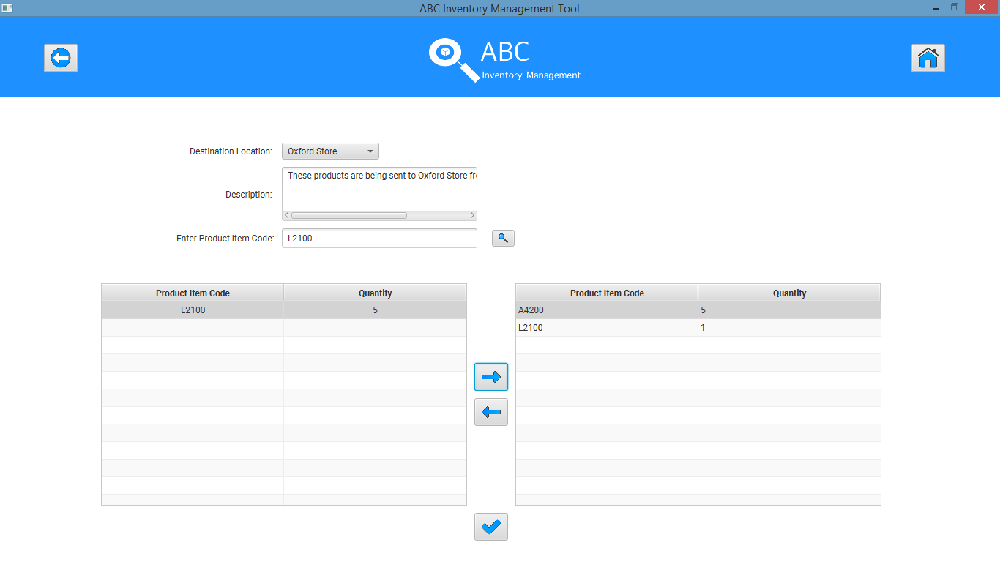 ABC Inventory Management Tool
ABC
Inventory Management
Destination Location: Oxford Store
Description: These products are being sent to Oxford Store
Enter Product Item Code: L2100
Product Item Code Quantity Product Item Code Quantity
L2100 5 A4200 5
L2100 1